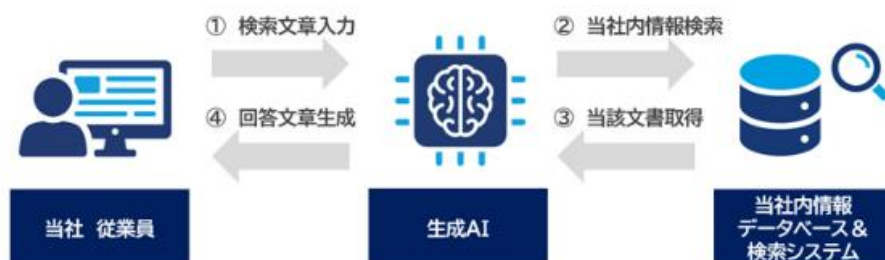 ① 検索文章入力
② 当社内情報検索
④ 回答文章生成
③ 当該文書取得
当社 従業員
生成AI
当社内情報
データベース&
検索システム